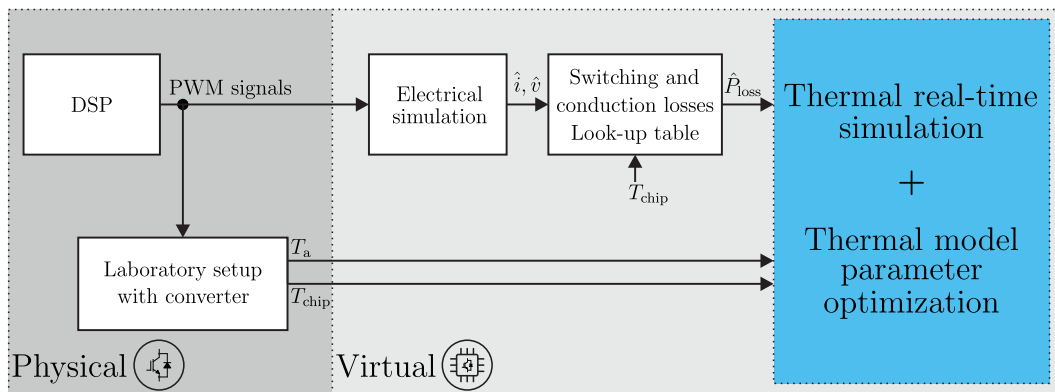 DSP
PWM signals
Electrical
simulation
î, v̂
Switching and
conduction losses
Look-up table
P̂loss
Tchip
Thermal real-time
simulation
+
Thermal model
parameter
optimization
Laboratory setup
with converter
Ta
Tchip
Physical
Virtual